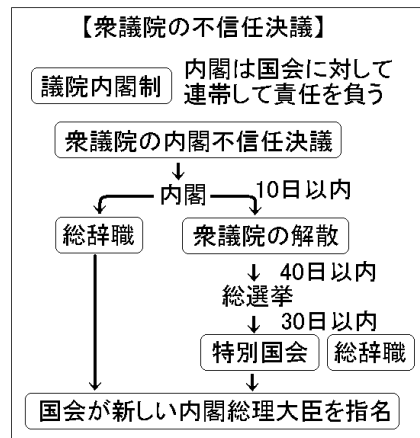 【衆議院の不信任決議】
議院内閣制
内閣は国会に対して
連帯して責任を負う
衆議院の内閣不信任決議
内閣
10日以内
総辞職
衆議院の解散
40日以内
総選挙
30日以内
特別国会
総辞職
国会が新しい内閣総理大臣を指名